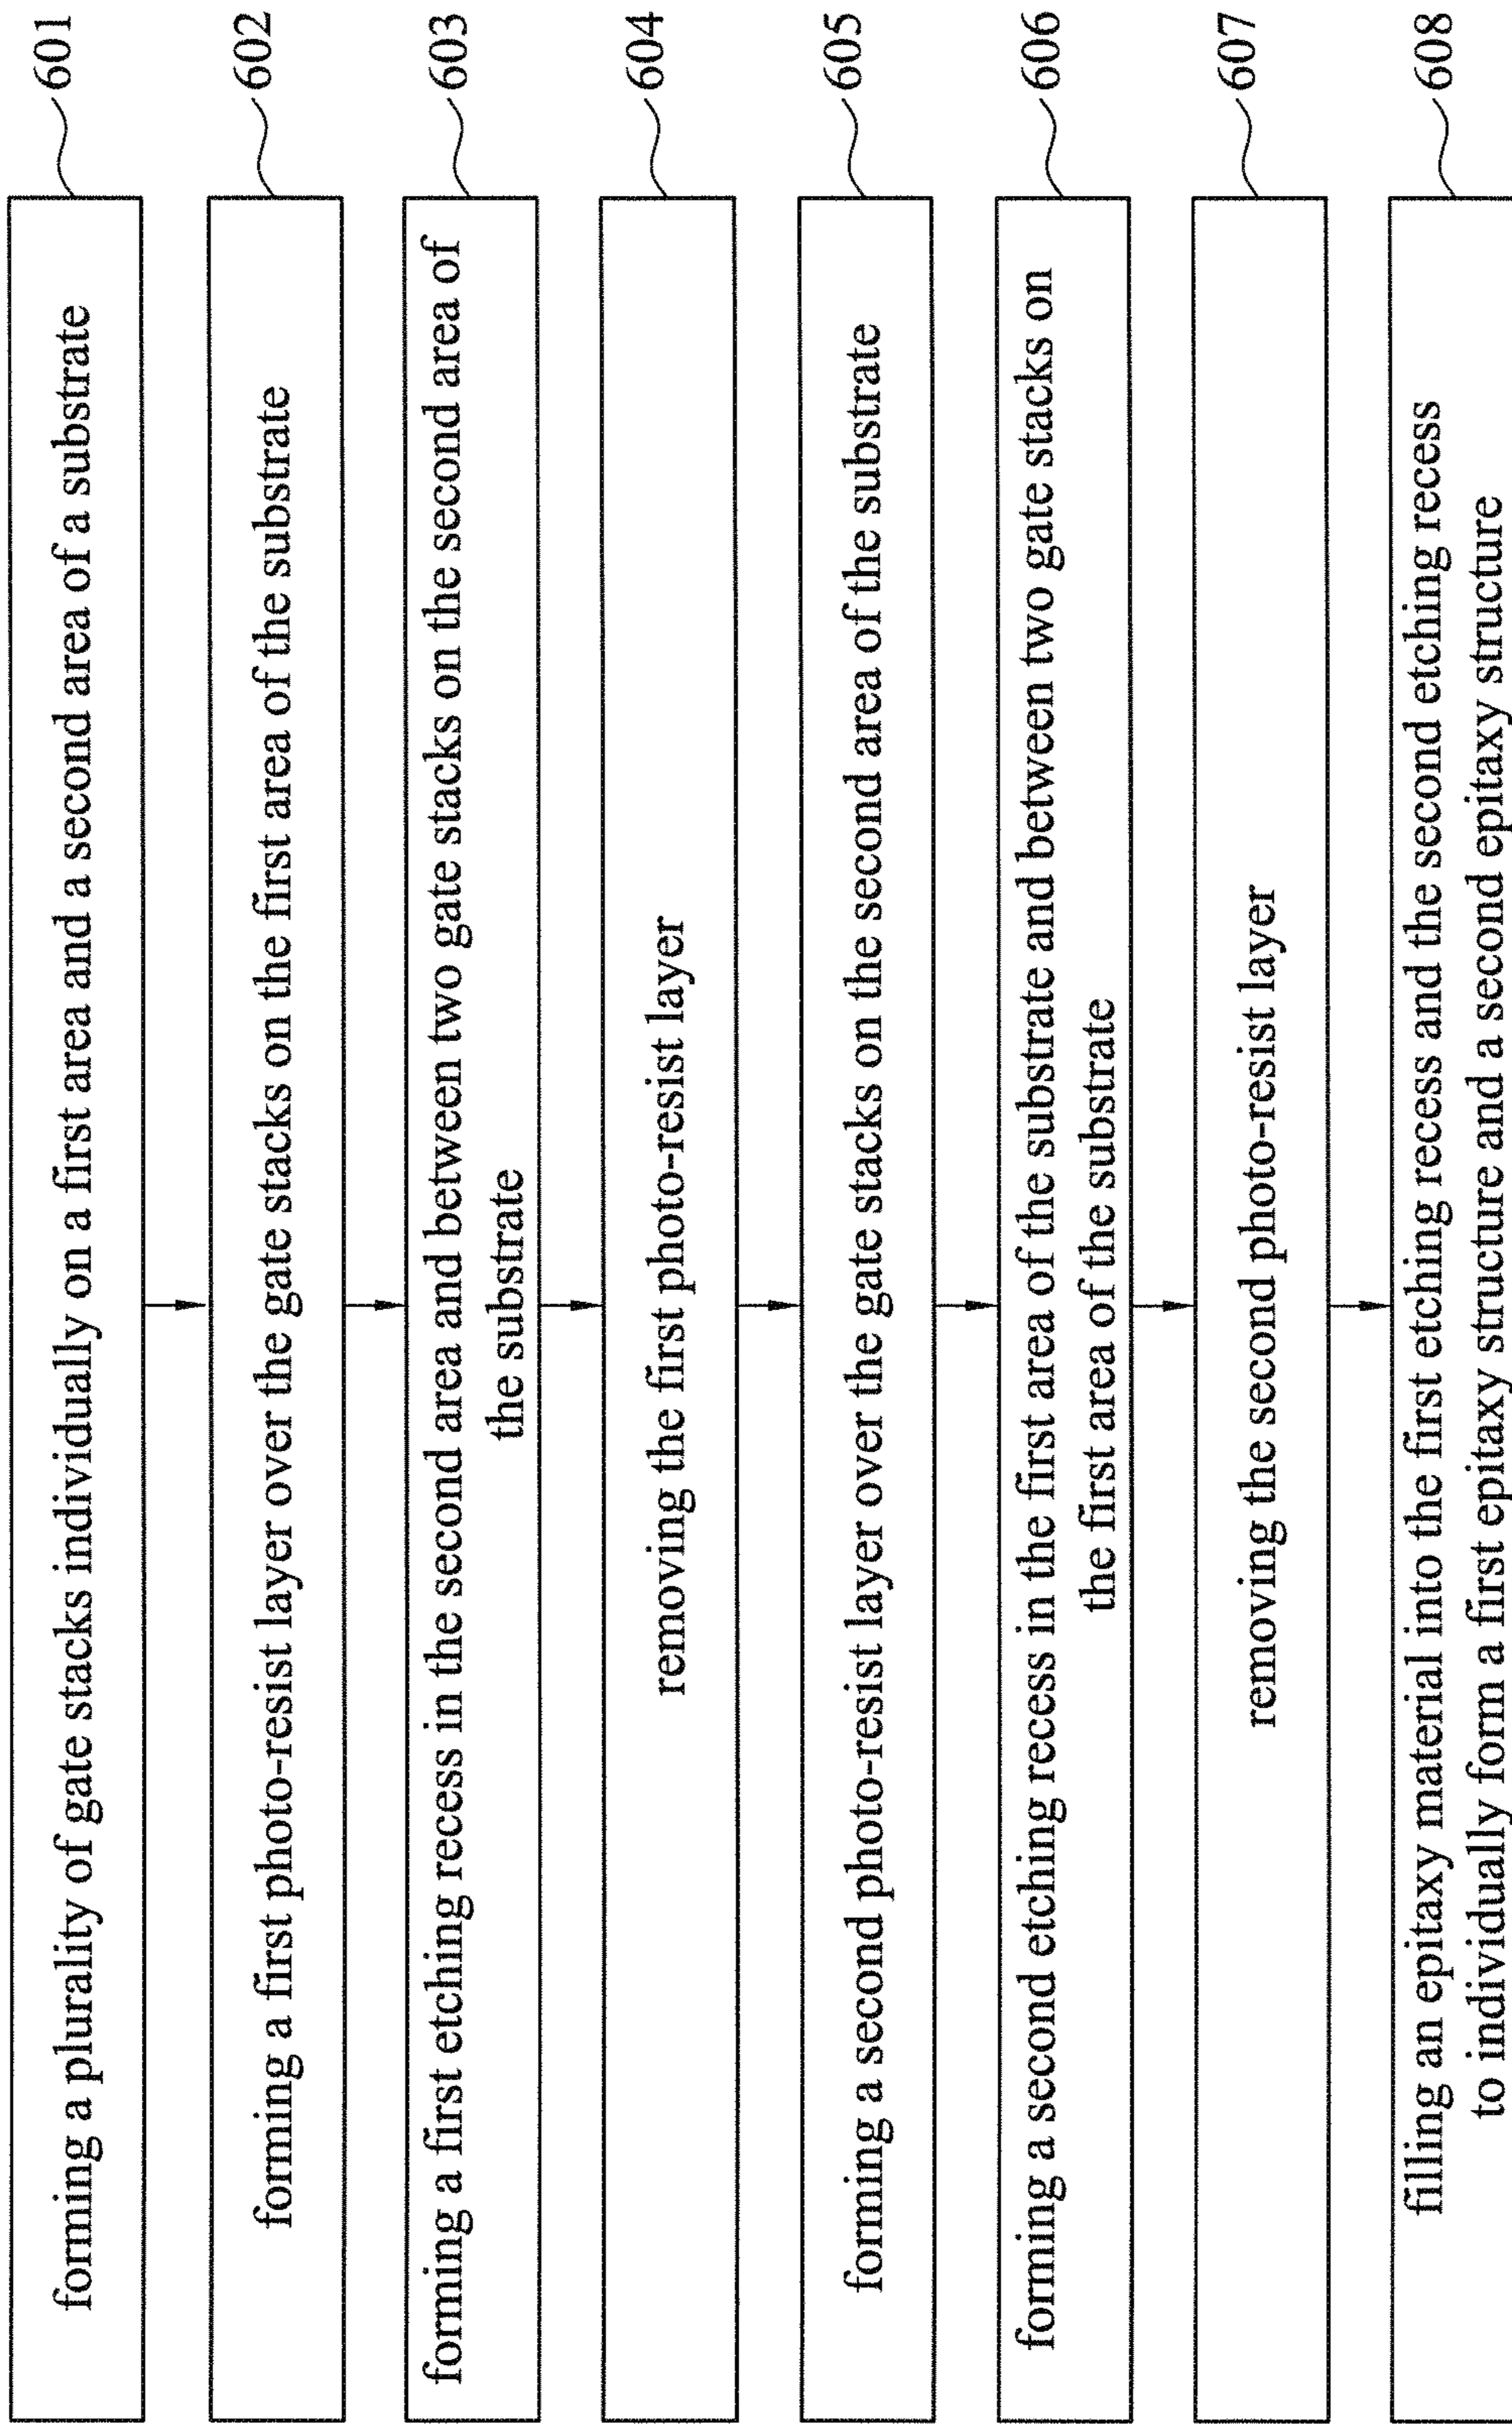 forming a plurality of gate stacks individually on a first area and a second area of a substrate
601
forming a first photo-resist layer over the gate stacks on the first area of the substrate
602
forming a first etching recess in the second area and between two gate stacks on the second area of
the substrate
603
removing the first photo-resist layer
604
forming a second photo-resist layer over the gate stacks on the second area of the substrate
605
forming a second etching recess in the first area of the substrate and between two gate stacks on
the first area of the substrate
606
removing the second photo-resist layer
607
filling an epitaxy material into the first etching recess and the second etching recess
to individually form a first epitaxy structure and a second epitaxy structure
608